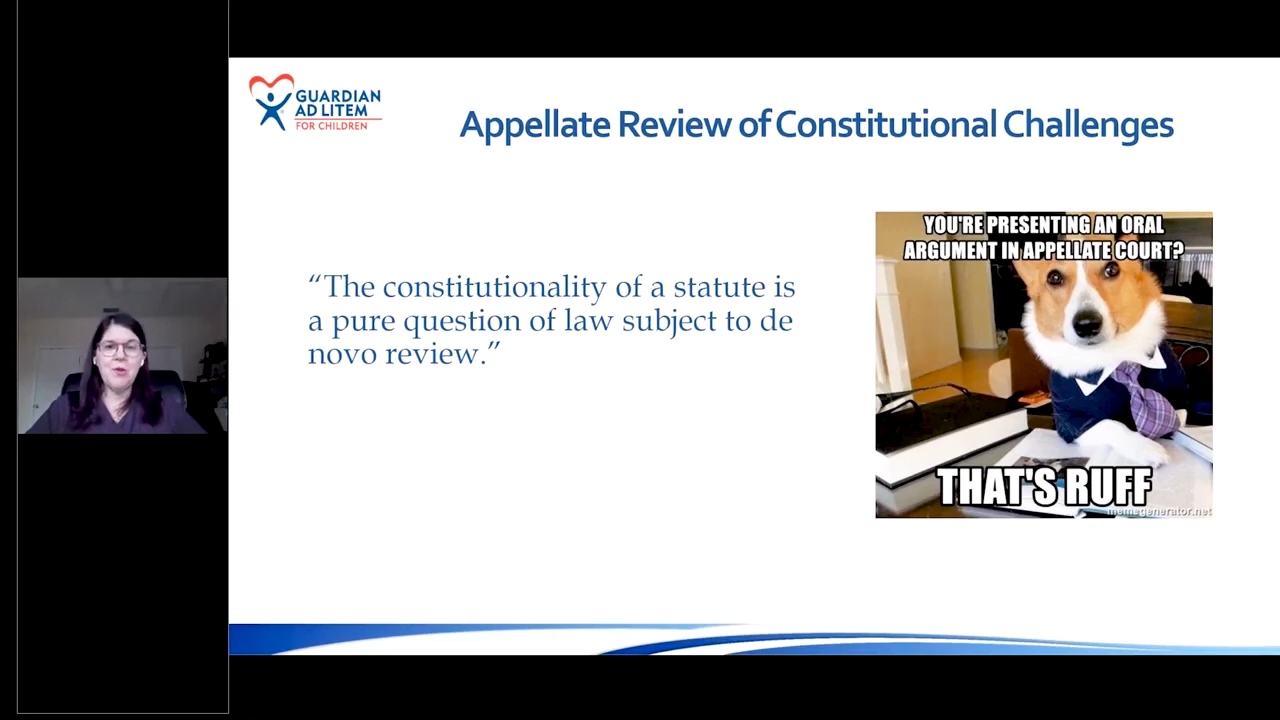 GUARDIAN
AD LITEM
FOR CHILDREN
Appellate Review of Constitutional Challenges
“The constitutionality of a statute is
a pure question of law subject to de
novo review.”
YOU'RE PRESENTING AN ORAL
ARGUMENT IN APPELLATE COURT?
THAT'S RUFF
memegenerator.net